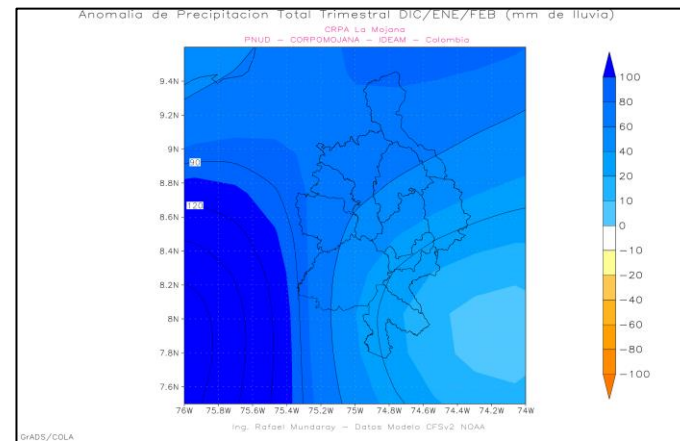 Anomalia de Precipitacion Total Trimestral DIC/ENE/FEB (mm de lluvia)
CRPA La Mojana
PNUD - CORPOMOJANA - IDEAM - Colombia
9.4N
9.2N
9N
8.8N
8.6N
8.4N
8.2N
8N
7.8N
7.6N
90
120
76W 75.8W 75.6W 75.4W 75.2W 75W 74.8W 74.6W 74.4W 74.2W 74W
100
80
60
40
20
0
-10
-20
-40
-60
-80
-100
Ing. Rafael Mundaray - Datos Modelo CFSv2 NOAA
GrADS/COLA